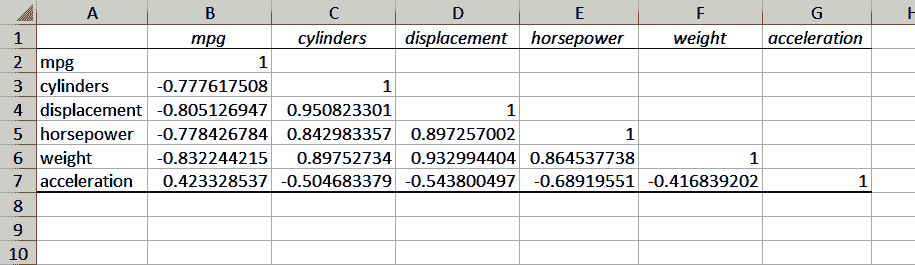 A B C D E F G H
1 mpg cylinders displacement horsepower weight acceleration
2 mpg 1
3 cylinders -0.777617508 1
4 displacement -0.805126947 0.950823301 1
5 horsepower -0.778426784 0.842983357 0.897257002 1
6 weight -0.832244215 0.89752734 0.932994404 0.864537738 1
7 acceleration 0.423328537 -0.504683379 -0.543800497 -0.68919551 -0.416839202 1
8
9
10